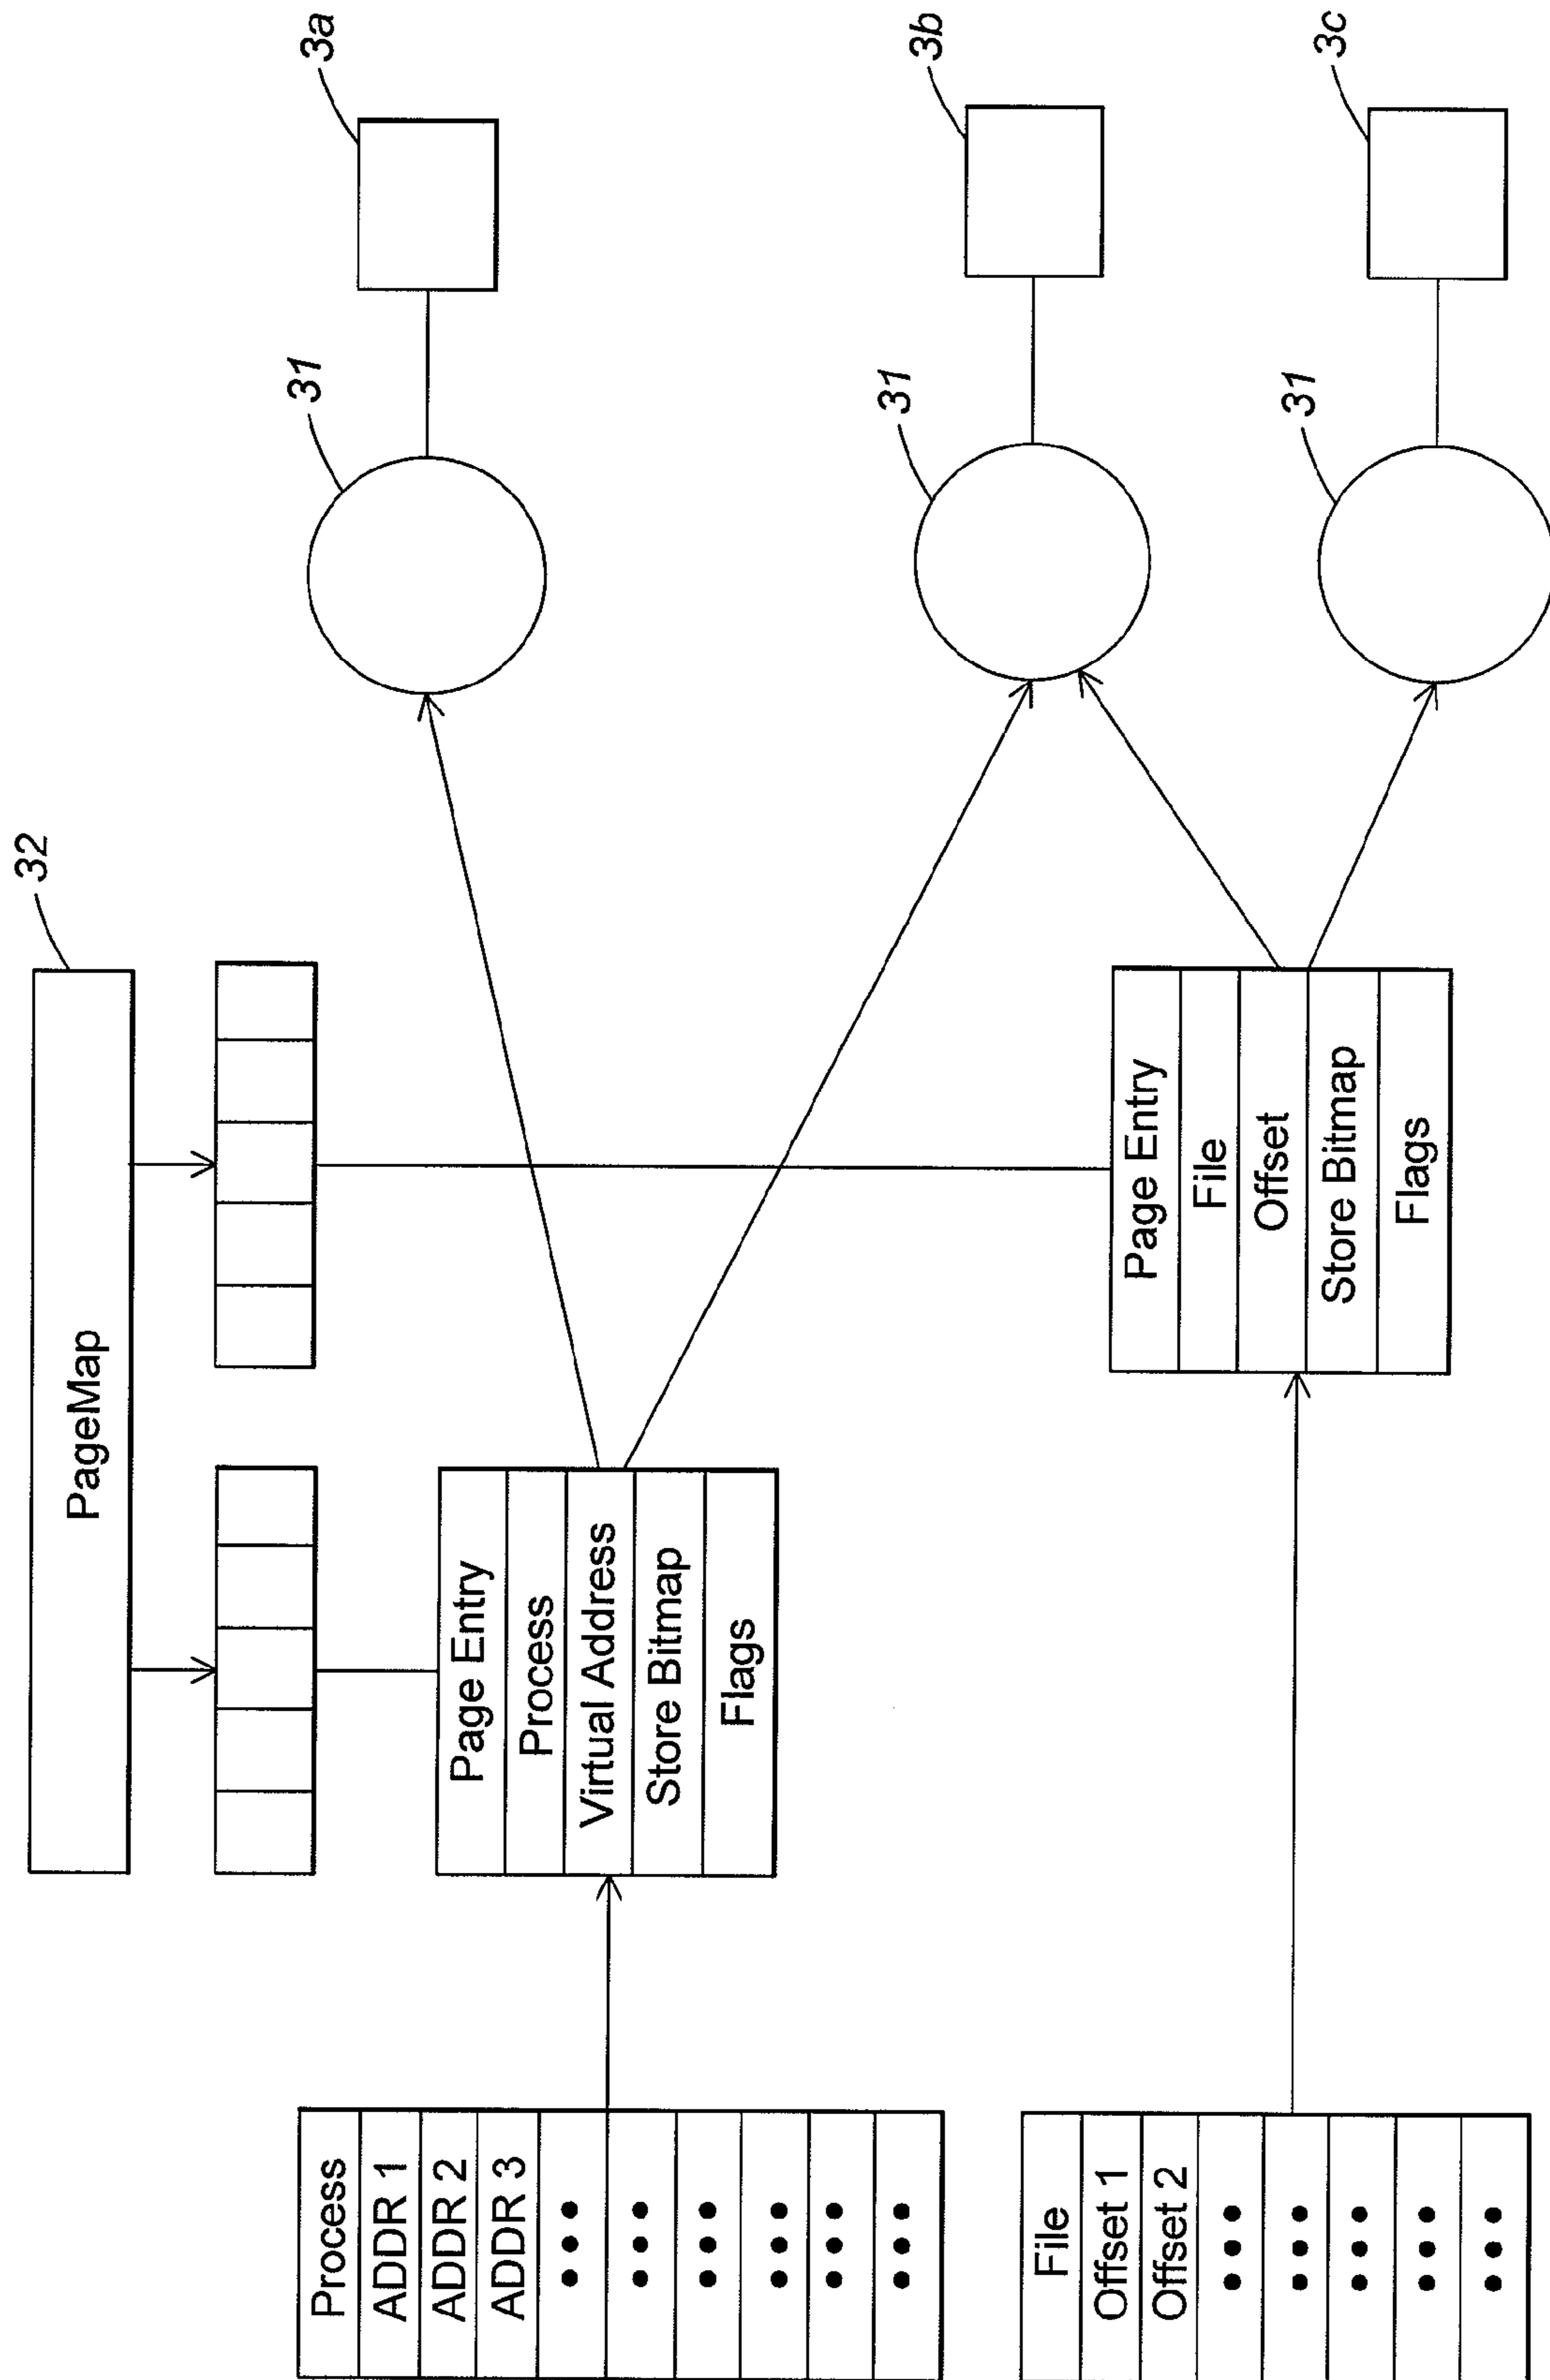 PageMap
32
Process
ADDR 1
ADDR 2
ADDR 3
•••
•••
•••
•••
•••
•••
Page Entry
Process
Virtual Address
Store Bitmap
Flags
31
3a
File
Offset 1
Offset 2
•••
•••
•••
•••
•••
Page Entry
File
Offset
Store Bitmap
Flags
31
3b
31
3c